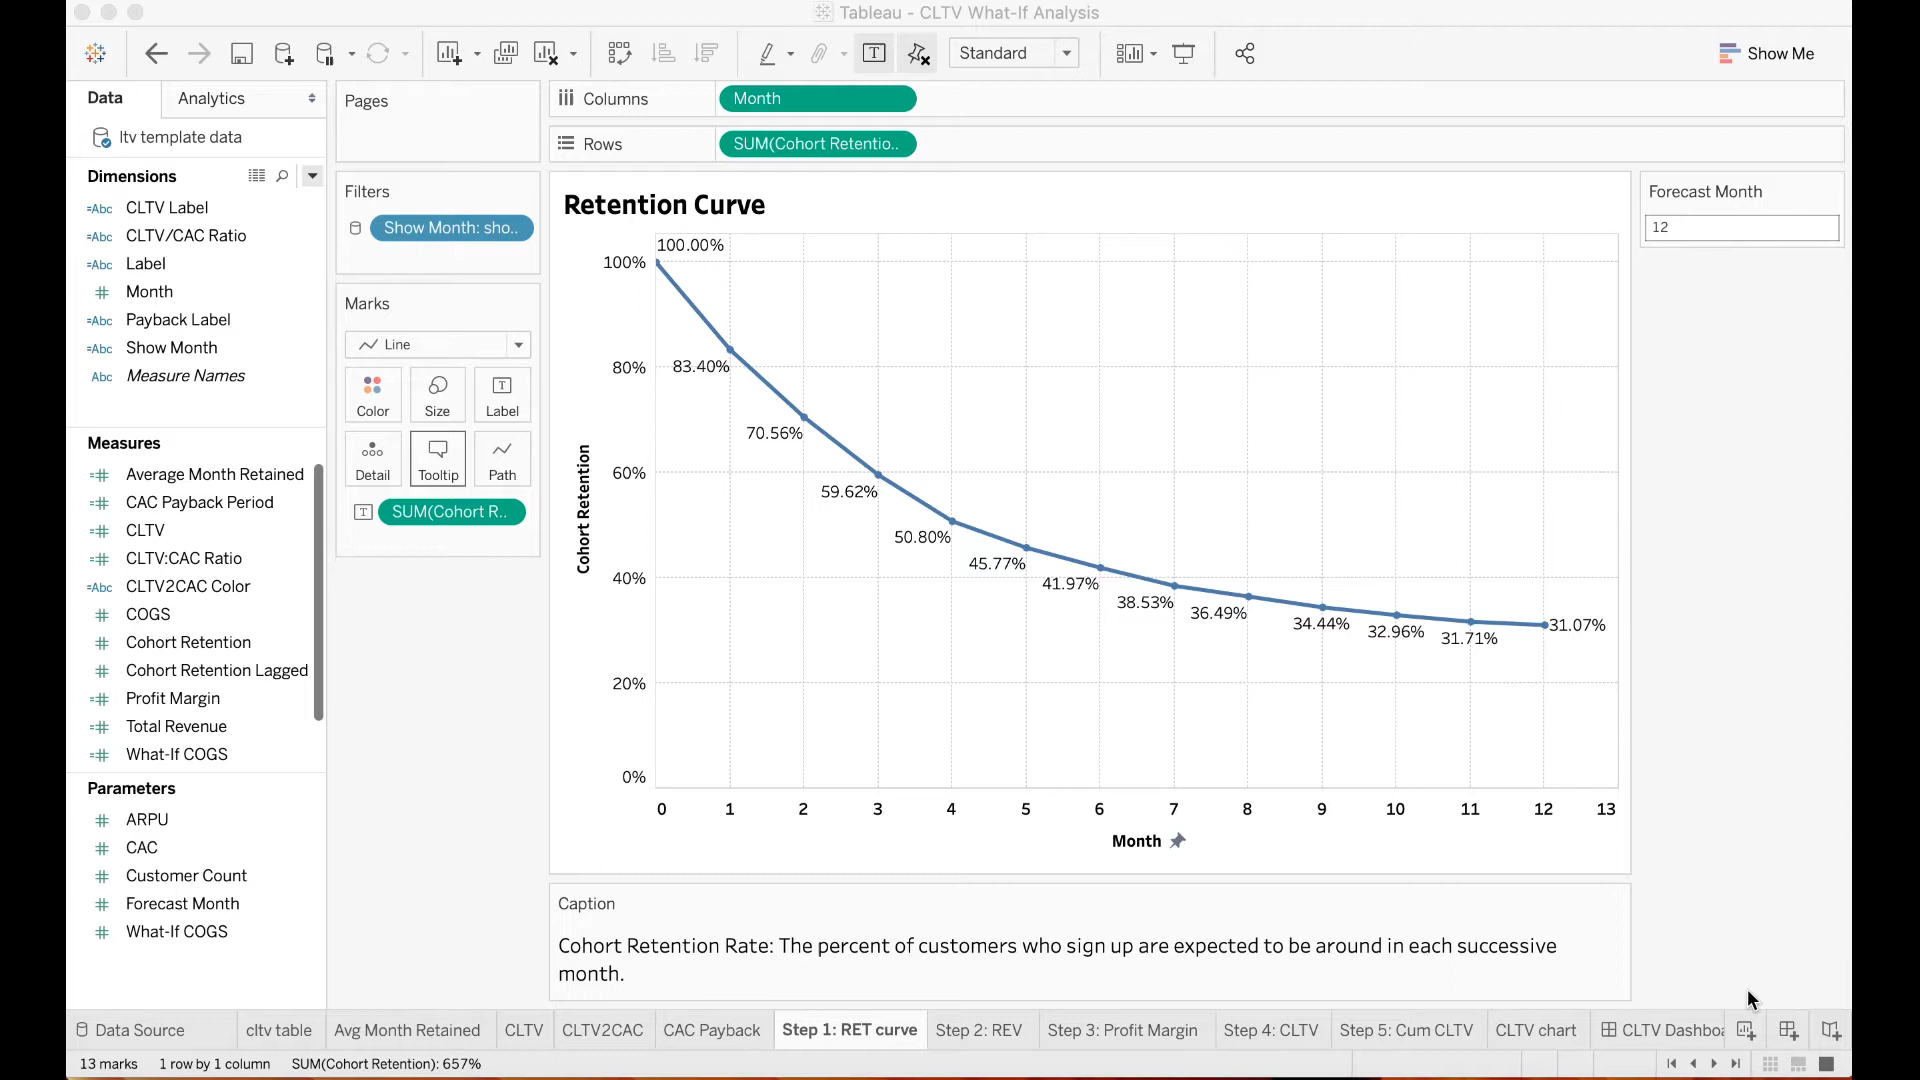 Tableau - CLTV What-If Analysis
Standard
Show Me
Data
Analytics
ltv template data
Dimensions
=Abc CLTV Label
=Abc CLTV/CAC Ratio
=Abc Label
Month
=Abc Payback Label
=Abc Show Month
Abc Measure Names
Measures
Average Month Retained
CAC Payback Period
CLTV
CLTV:CAC Ratio
=Abc CLTV2CAC Color
COGS
Cohort Retention
Cohort Retention Lagged
Profit Margin
Total Revenue
What-If COGS
Parameters
ARPU
CAC
Customer Count
Forecast Month
What-If COGS
Pages
Filters
Show Month: sho..
Marks
Line
Color
Size
Label
Detail
Tooltip
Path
SUM(Cohort R..
Columns
Month
Rows
SUM(Cohort Retentio..
Retention Curve
Cohort Retention
100%
80%
60%
40%
20%
0%
100.00%
83.40%
70.56%
59.62%
50.80%
45.77%
41.97%
38.53%
36.49%
34.44%
32.96%
31.71%
31.07%
0 1 2 3 4 5 6 7 8 9 10 11 12 13
Month
Forecast Month
12
Caption
Cohort Retention Rate: The percent of customers who sign up are expected to be around in each successive
month.
Data Source
cltv table
Avg Month Retained
CLTV
CLTV2CAC
CAC Payback
Step 1: RET curve
Step 2: REV
Step 3: Profit Margin
Step 4: CLTV
Step 5: Cum CLTV
CLTV chart
CLTV Dashboa
13 marks
1 row by 1 column
SUM(Cohort Retention): 657%